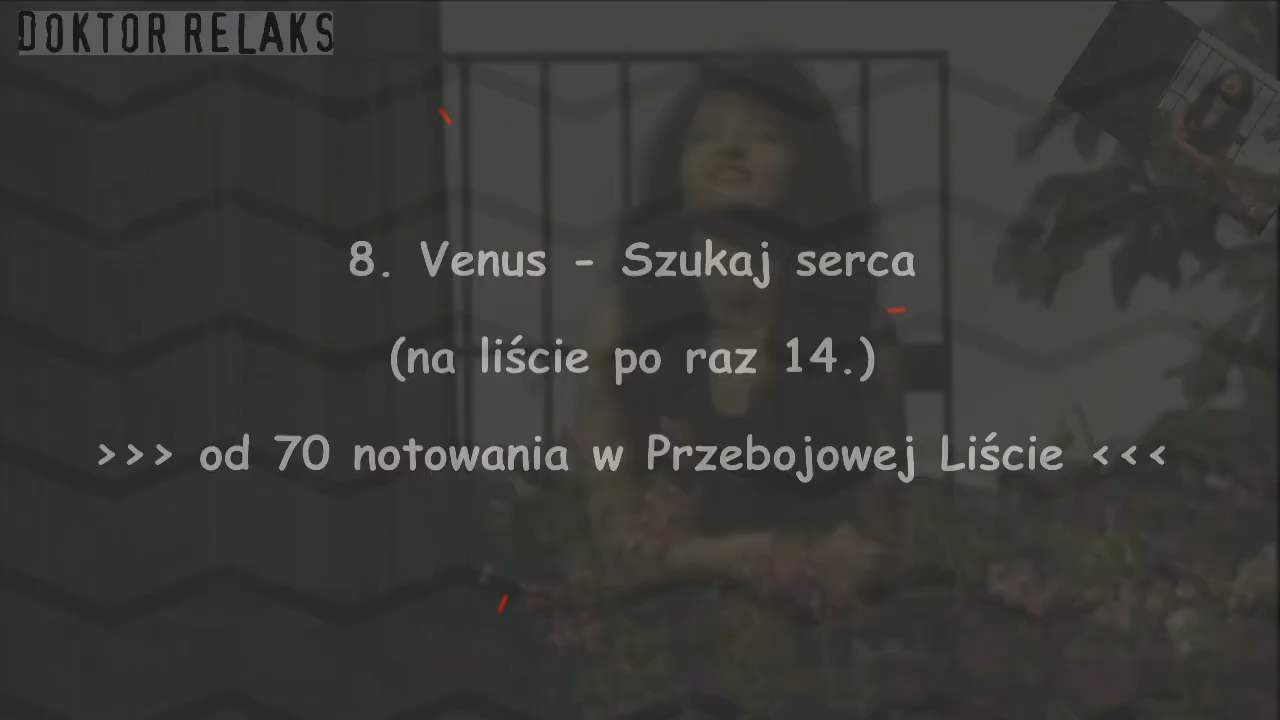 DOKTOR RELAKS
8. Venus - Szukaj serca
(na liście po raz 14.)
>>> od 70 notowania w Przebojowej Liście <<<